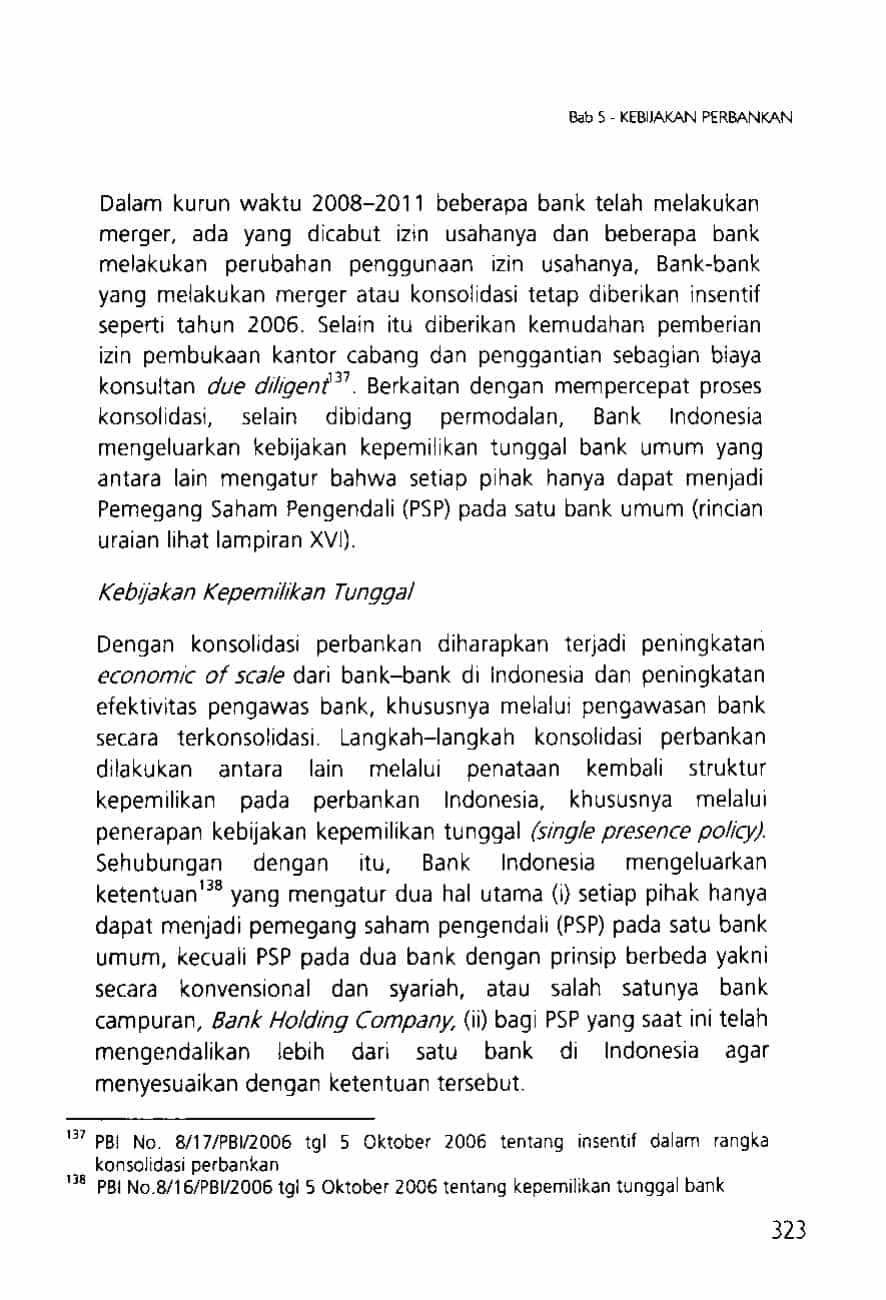 Bab 5 - KEBIJAKAN PERBANKAN
Dalam kurun waktu 2008–2011 beberapa bank telah melakukan
merger, ada yang dicabut izin usahanya dan beberapa bank
melakukan perubahan penggunaan izin usahanya, Bank-bank
yang melakukan merger atau konsolidasi tetap diberikan insentif
seperti tahun 2006. Selain itu diberikan kemudahan pemberian
izin pembukaan kantor cabang dan penggantian sebagian biaya
konsultan due diligent137. Berkaitan dengan mempercepat proses
konsolidasi, selain dibidang permodalan, Bank Indonesia
mengeluarkan kebijakan kepemilikan tunggal bank umum yang
antara lain mengatur bahwa setiap pihak hanya dapat menjadi
Pemegang Saham Pengendali (PSP) pada satu bank umum (rincian
uraian lihat lampiran XVI).
Kebijakan Kepemilikan Tunggal
Dengan konsolidasi perbankan diharapkan terjadi peningkatan
economic of scale dari bank–bank di Indonesia dan peningkatan
efektivitas pengawas bank, khususnya melalui pengawasan bank
secara terkonsolidasi. Langkah–langkah konsolidasi perbankan
dilakukan antara lain melalui penataan kembali struktur
kepemilikan pada perbankan Indonesia, khususnya melalui
penerapan kebijakan kepemilikan tunggal (single presence policy).
Sehubungan dengan itu, Bank Indonesia mengeluarkan
ketentuan138 yang mengatur dua hal utama (i) setiap pihak hanya
dapat menjadi pemegang saham pengendali (PSP) pada satu bank
umum, kecuali PSP pada dua bank dengan prinsip berbeda yakni
secara konvensional dan syariah, atau salah satunya bank
campuran, Bank Holding Company, (ii) bagi PSP yang saat ini telah
mengendalikan lebih dari satu bank di Indonesia agar
menyesuaikan dengan ketentuan tersebut.
137 PBI No. 8/17/PBI/2006 tgl 5 Oktober 2006 tentang insentif dalam rangka
konsolidasi perbankan
138 PBI No.8/16/PBI/2006 tgl 5 Oktober 2006 tentang kepemilikan tunggal bank
323